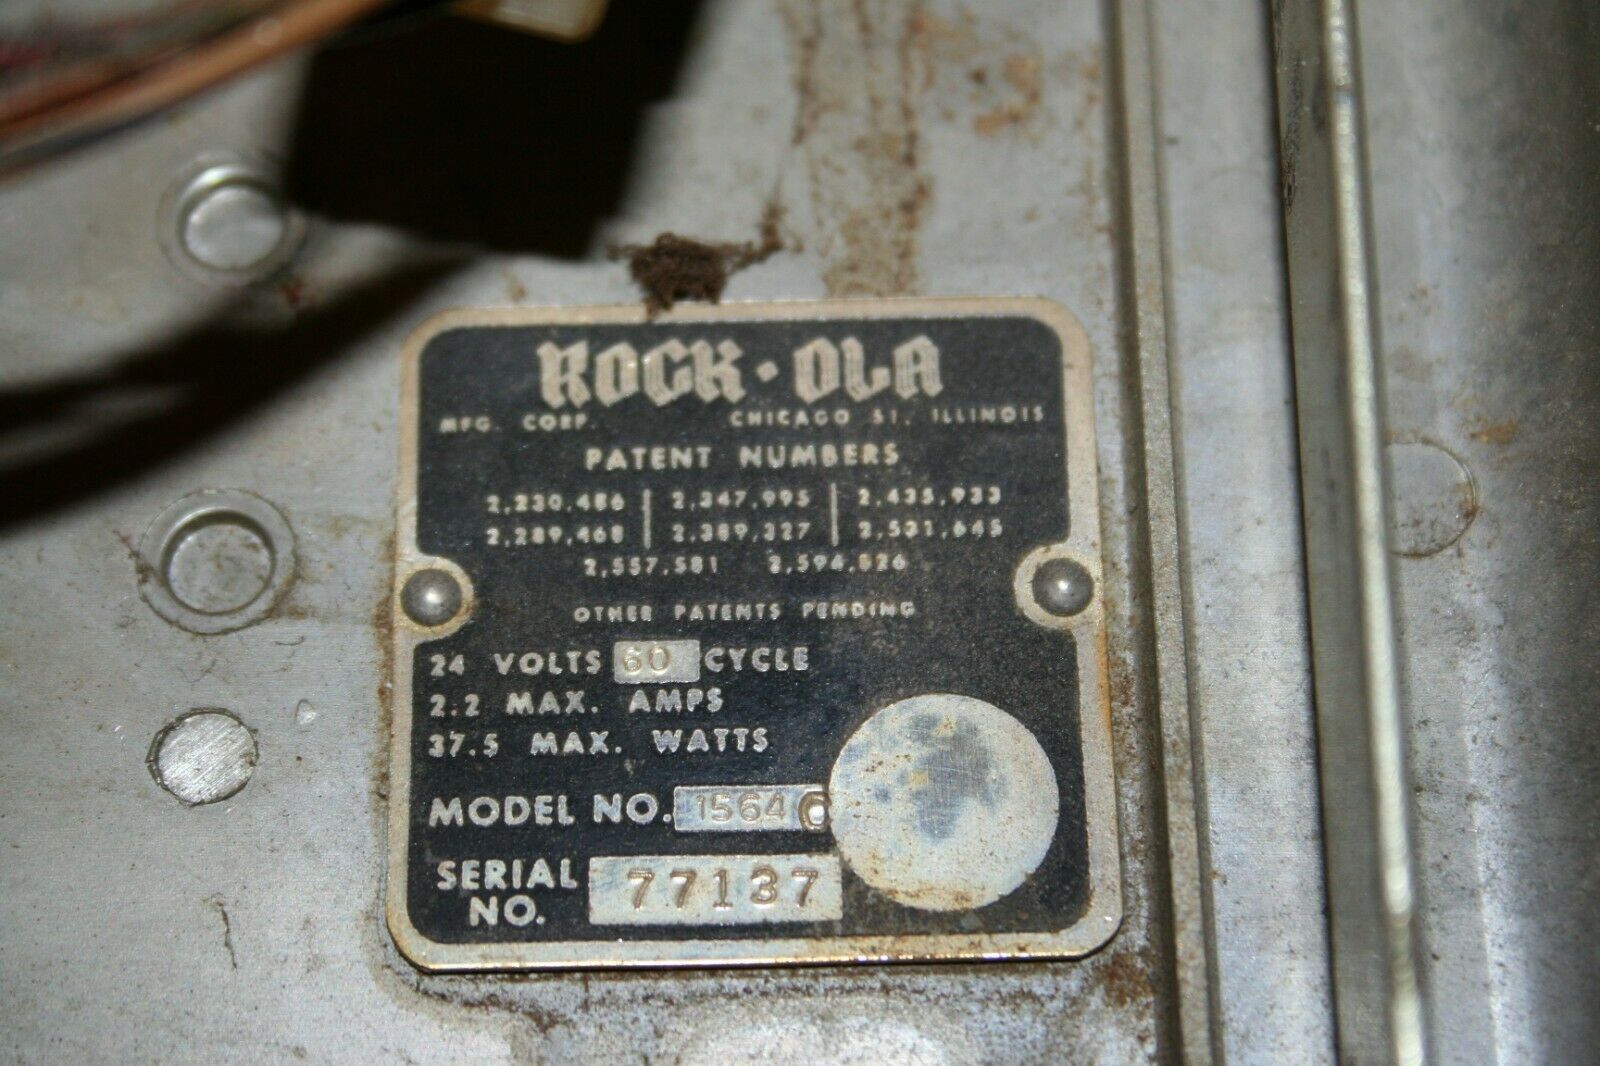 ROCK·OLA
MFG. CORP. CHICAGO 51, ILLINOIS
PATENT NUMBERS
2,230,486 | 2,347,995 | 2,435,933
2,289,468 | 2,389,327 | 2,531,645
2,557,581 2,594,826
OTHER PATENTS PENDING
24 VOLTS 60 CYCLE
2.2 MAX. AMPS
37.5 MAX. WATTS
MODEL NO. 1564C
SERIAL NO. 77137